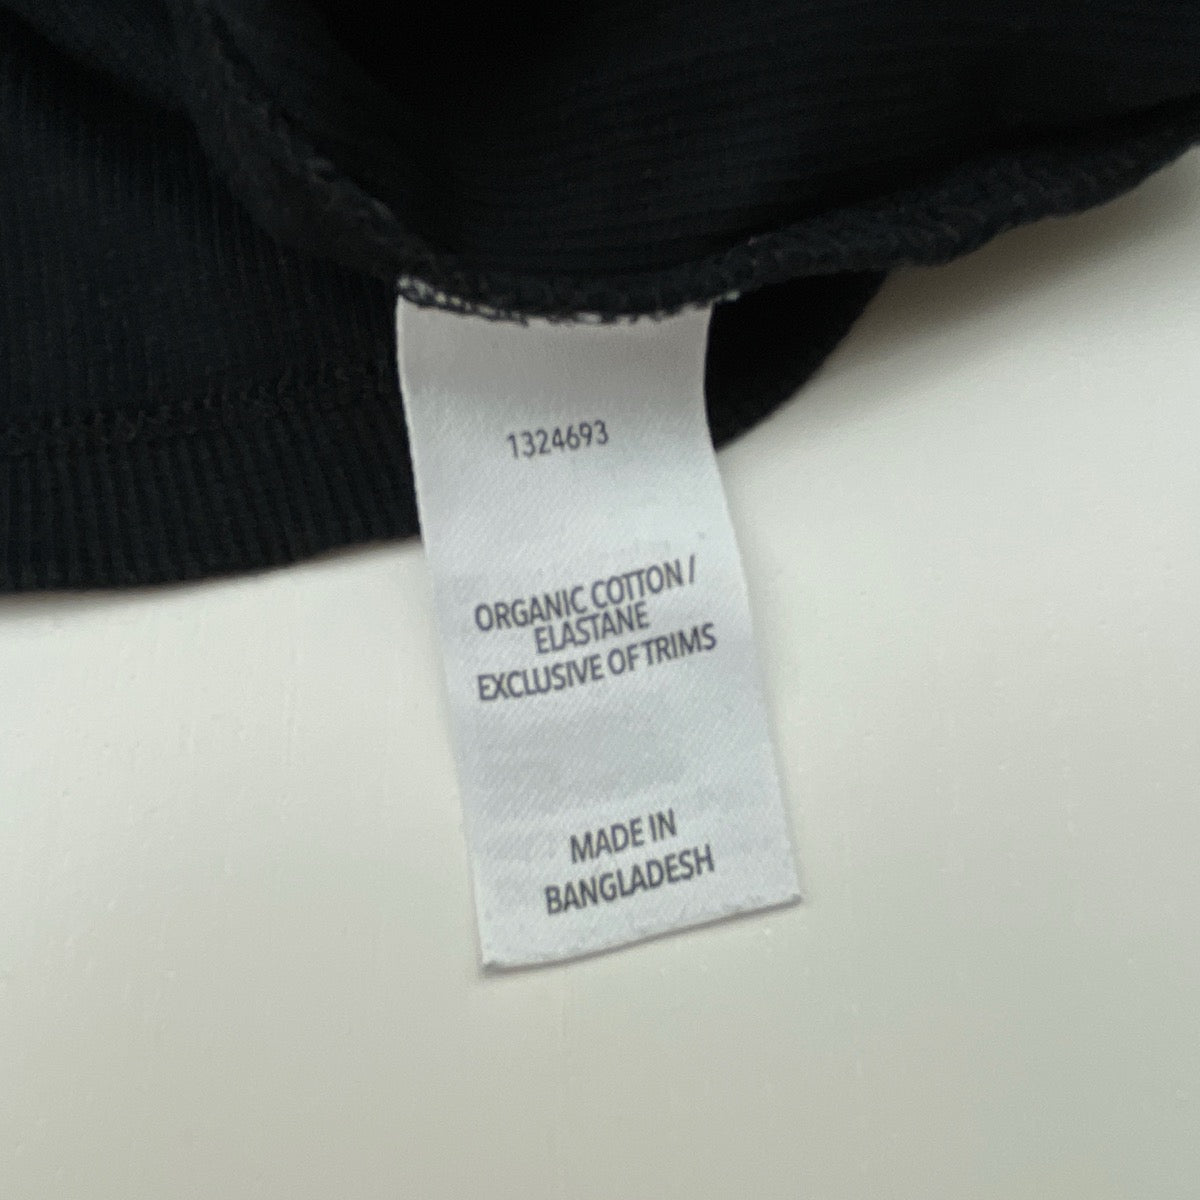 1324693
ORGANIC COTTON /
ELASTANE
EXCLUSIVE OF TRIMS
MADE IN
BANGLADESH